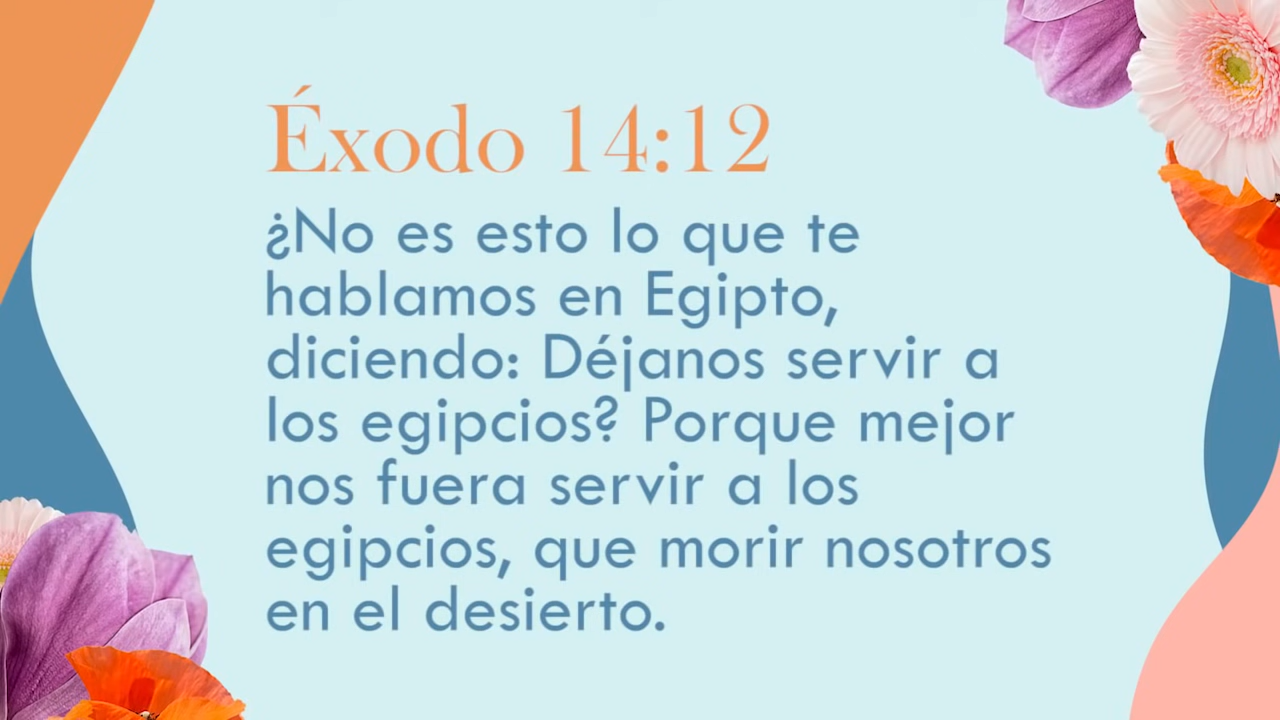 Éxodo 14:12
¿No es esto lo que te
hablamos en Egipto,
diciendo: Déjanos servir a
los egipcios? Porque mejor
nos fuera servir a los
egipcios, que morir nosotros
en el desierto.